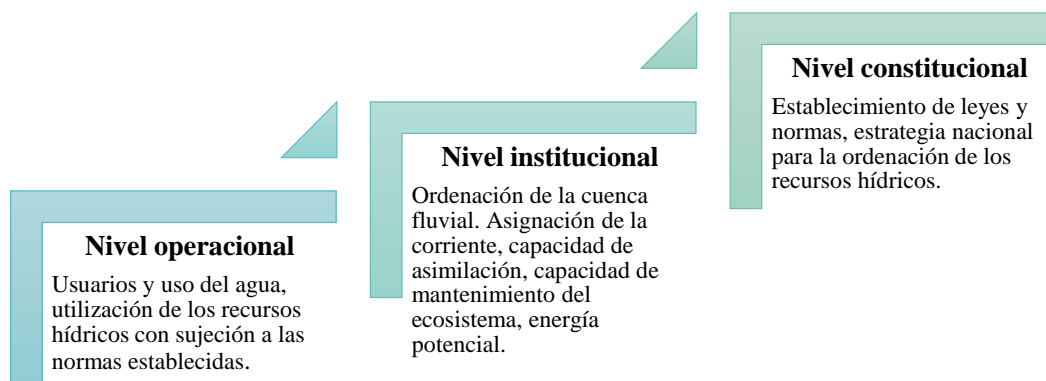 Nivel operacional
Usuarios y uso del agua,
utilización de los recursos
hídricos con sujeción a las
normas establecidas.
Nivel institucional
Ordenación de la cuenca
fluvial. Asignación de la
corriente, capacidad de
asimilación, capacidad de
mantenimiento del
ecosistema, energía
potencial.
Nivel constitucional
Establecimiento de leyes y
normas, estrategia nacional
para la ordenación de los
recursos hídricos.